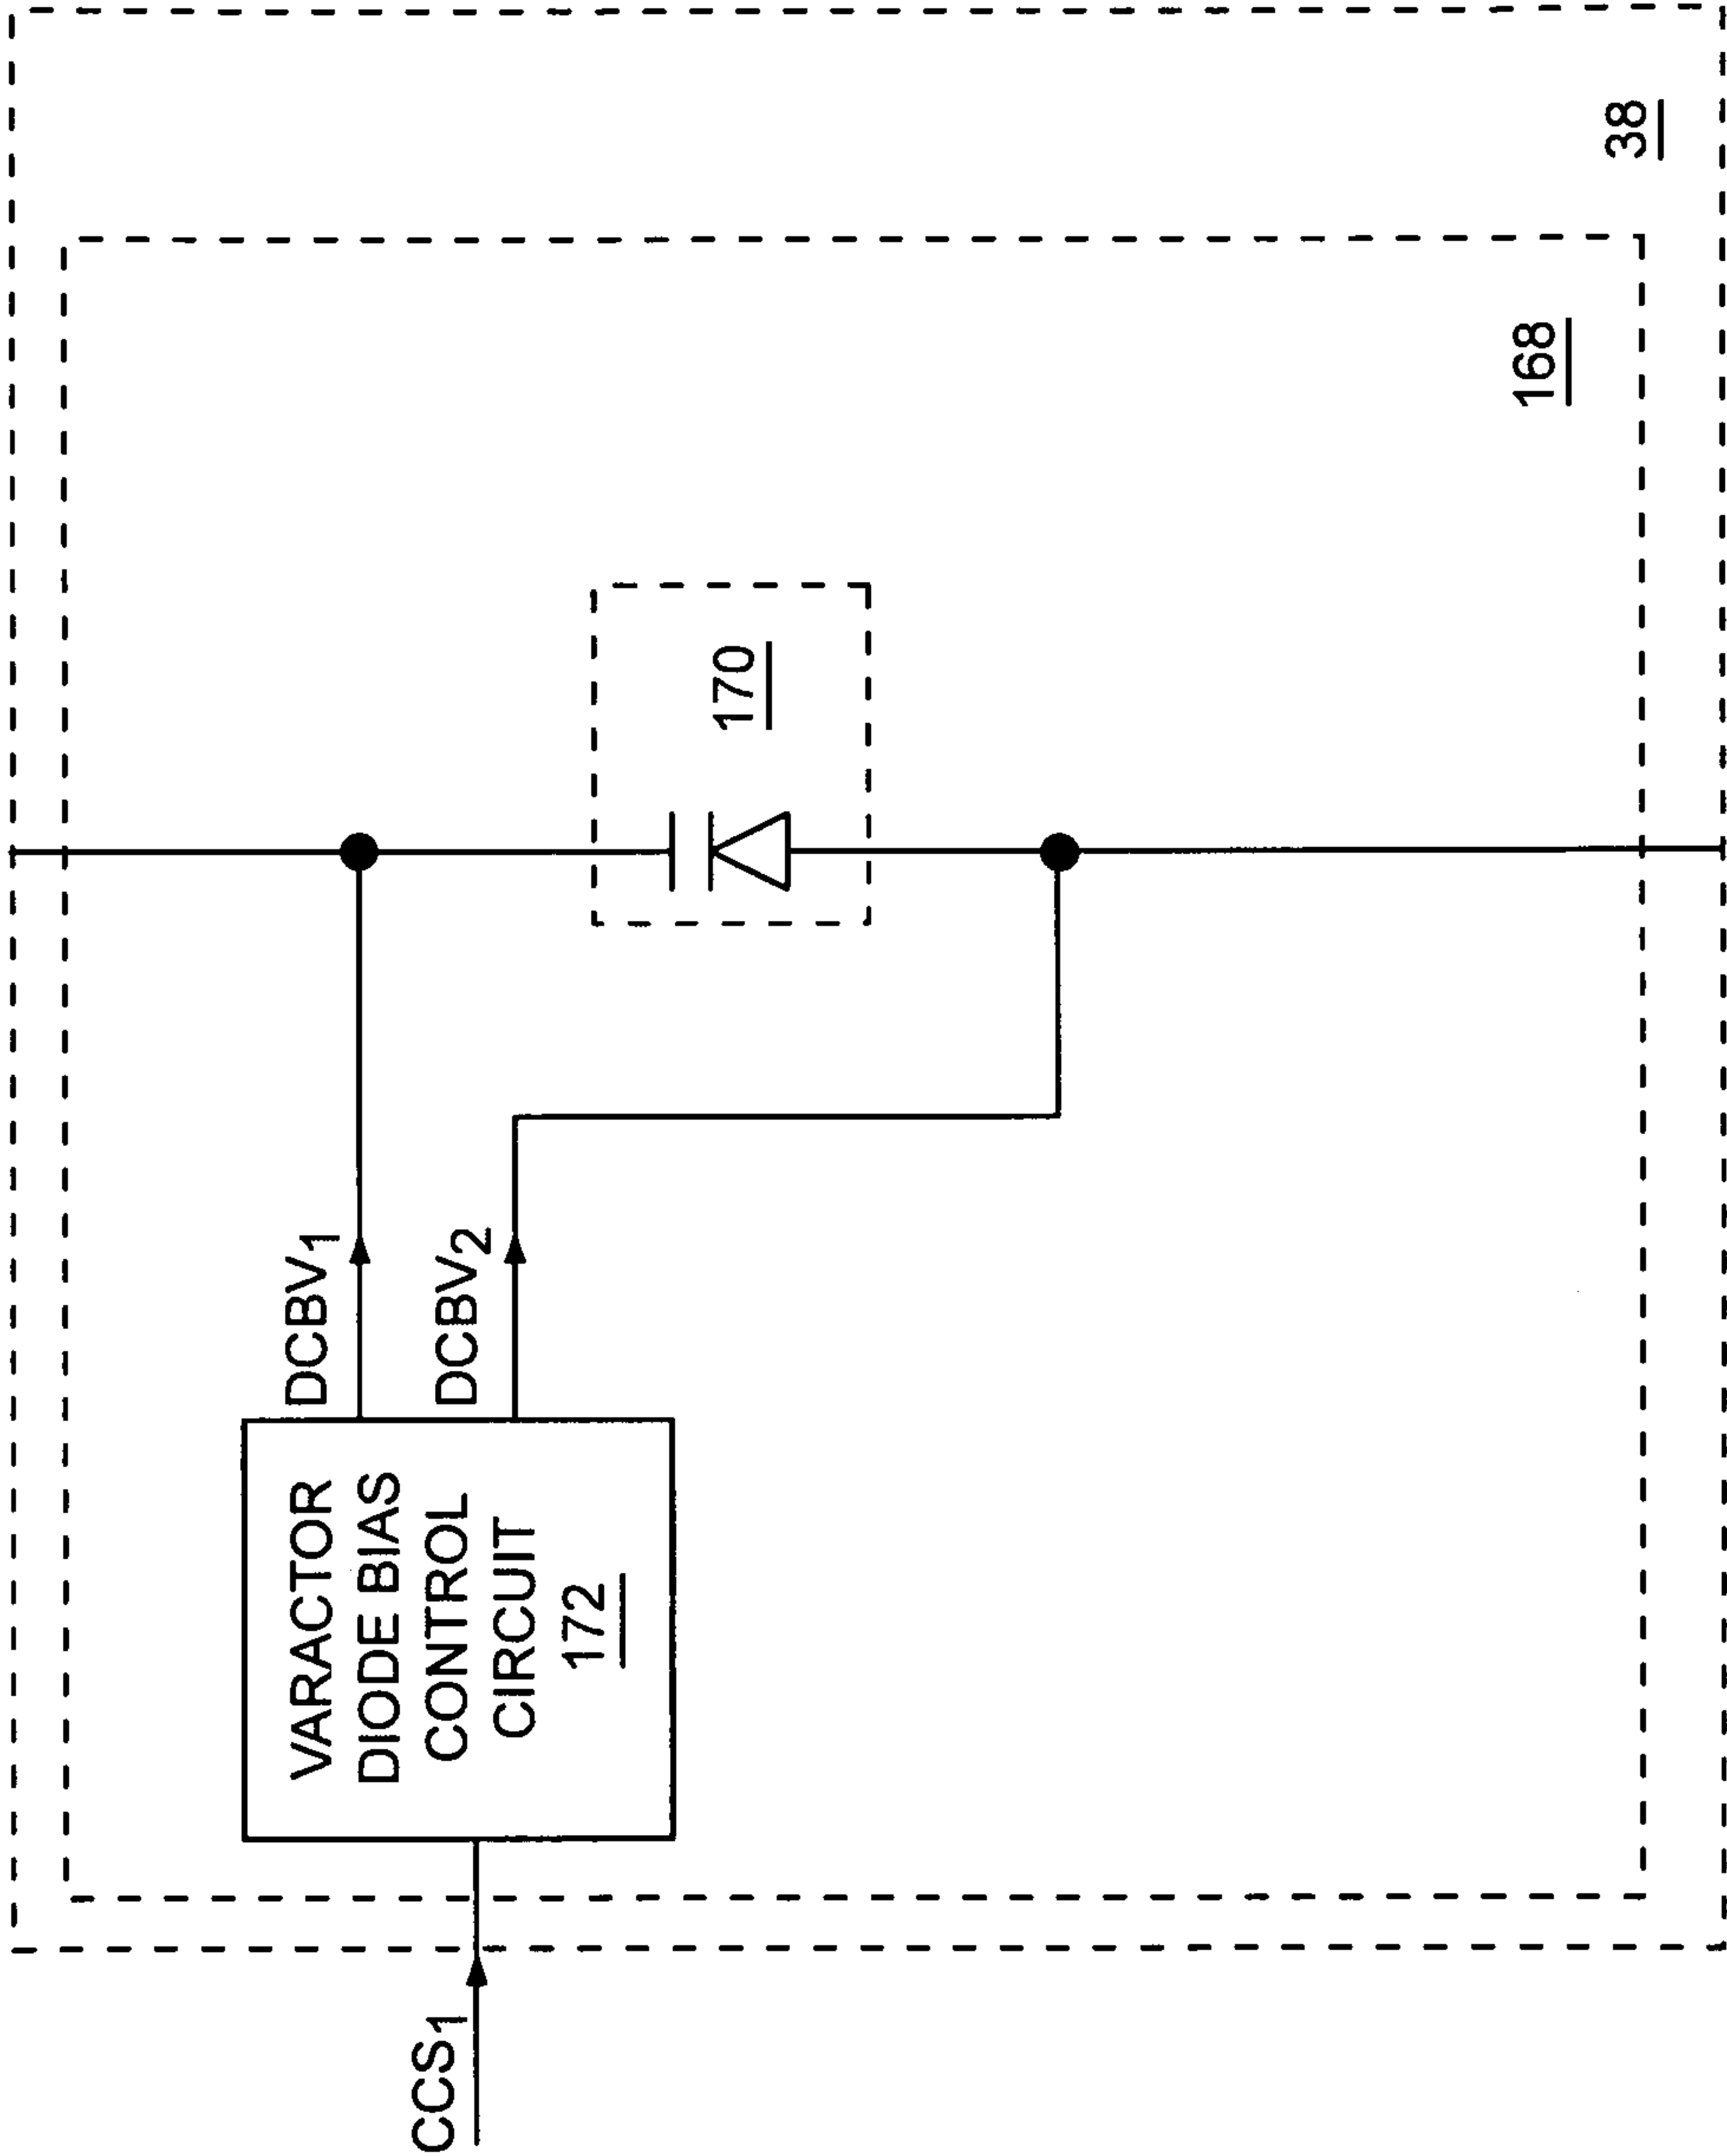 CCS1
VARACTOR
DIODE BIAS
CONTROL
CIRCUIT
172
DCBV1
DCBV2
170
168
38